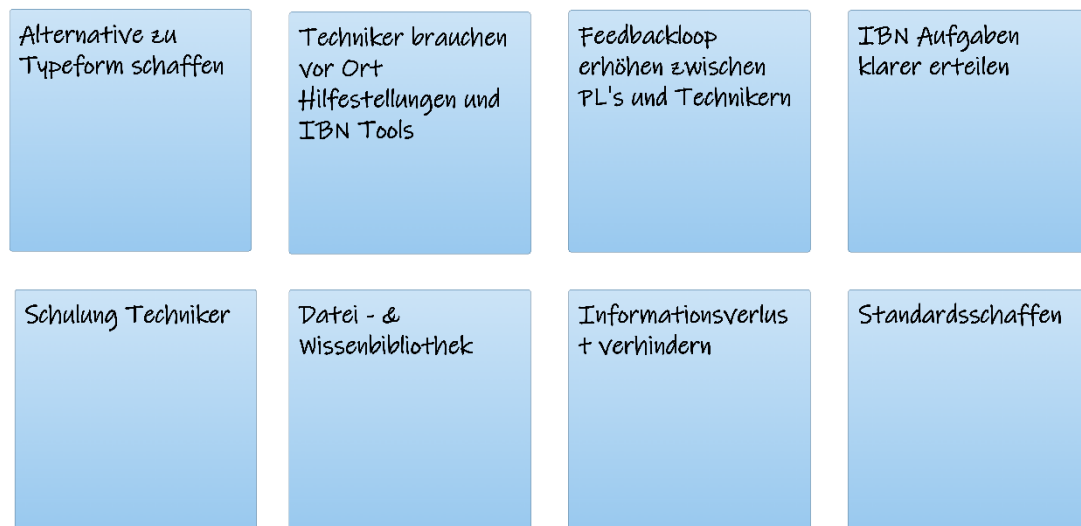 Alternative zu
Typeform schaffen
Techniker brauchen
vor Ort
Hilfestellungen und
IBN Tools
Feedbackloop
erhöhen zwischen
PL's und Technikern
IBN Aufgaben
klarer erteilen
Schulung Techniker
Datei - &
Wissenbibliothek
Informationsverlus
t verhindern
Standardsschaffen